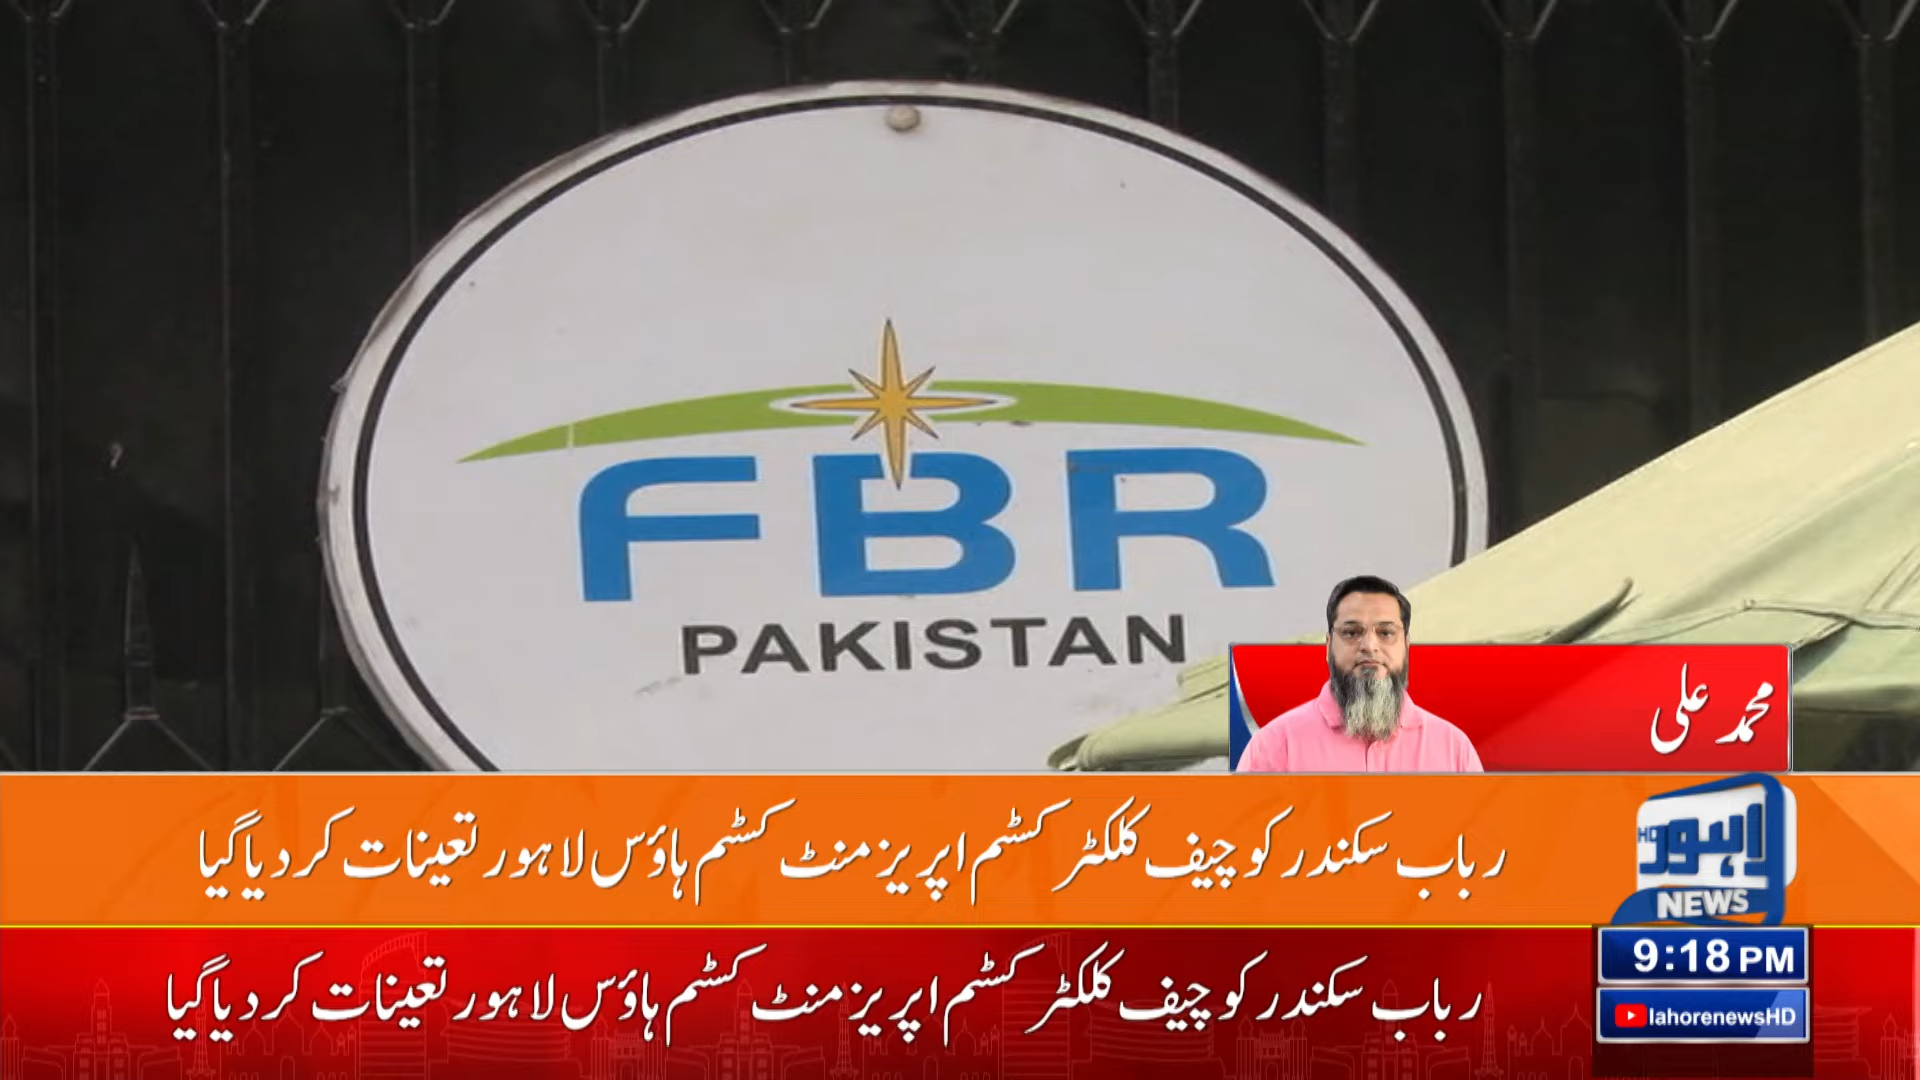 FBR
PAKISTAN
محمد علی
رباب سکندر کو چیف کلکٹر کسٹم اپریزمنٹ کسٹم ہاؤس لاہور تعینات کر دیا گیا
HD
لاہور
NEWS
رباب سکندر کو چیف کلکٹر کسٹم اپریزمنٹ کسٹم ہاؤس لاہور تعینات کر دیا گیا
9:18 PM
lahorenewsHD